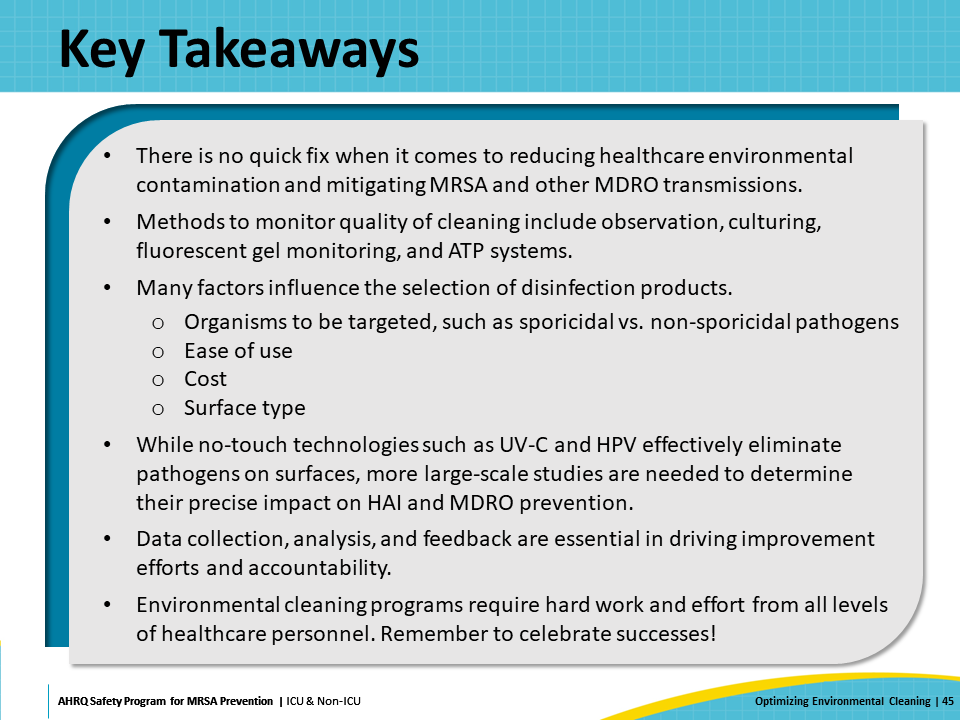 Key Takeaways
• There is no quick fix when it comes to reducing healthcare environmental
contamination and mitigating MRSA and other MDRO transmissions.
• Methods to monitor quality of cleaning include observation, culturing,
fluorescent gel monitoring, and ATP systems.
• Many factors influence the selection of disinfection products.
o Organisms to be targeted, such as sporicidal vs. non-sporicidal pathogens
o Ease of use
o Cost
o Surface type
• While no-touch technologies such as UV-C and HPV effectively eliminate
pathogens on surfaces, more large-scale studies are needed to determine
their precise impact on HAI and MDRO prevention.
• Data collection, analysis, and feedback are essential in driving improvement
efforts and accountability.
• Environmental cleaning programs require hard work and effort from all levels
of healthcare personnel. Remember to celebrate successes!
AHRQ Safety Program for MRSA Prevention | ICU & Non-ICU
Optimizing Environmental Cleaning | 45